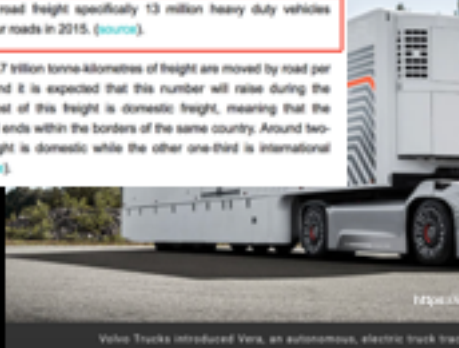 road freight specifically 13 million heavy duty vehicles
r roads in 2015. (source).
7 trillion tonne-kilometres of freight are moved by road per
nd it is expected that this number will raise during the
est of this freight is domestic freight, meaning that the
ends within the borders of the same country. Around two-
ght is domestic while the other one-third is international
).
https://
Volvo Trucks introduced Vera, an autonomous, electric truck trac